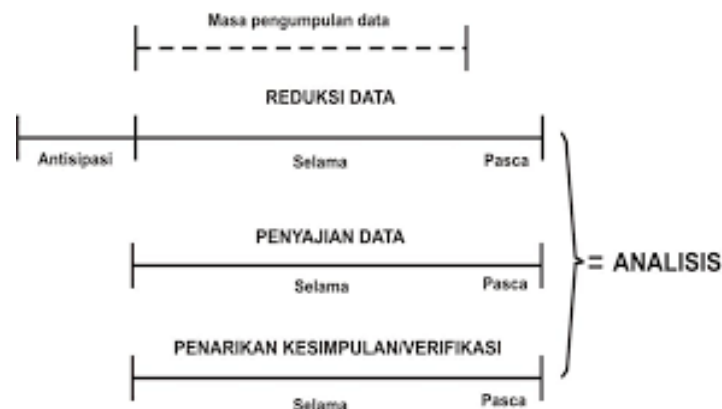 Masa pengumpulan data
REDUKSI DATA
Antisipasi Selama Pasca
PENYAJIAN DATA
Selama Pasca
= ANALISIS
PENARIKAN KESIMPULAN/VERIFIKASI
Selama Pasca